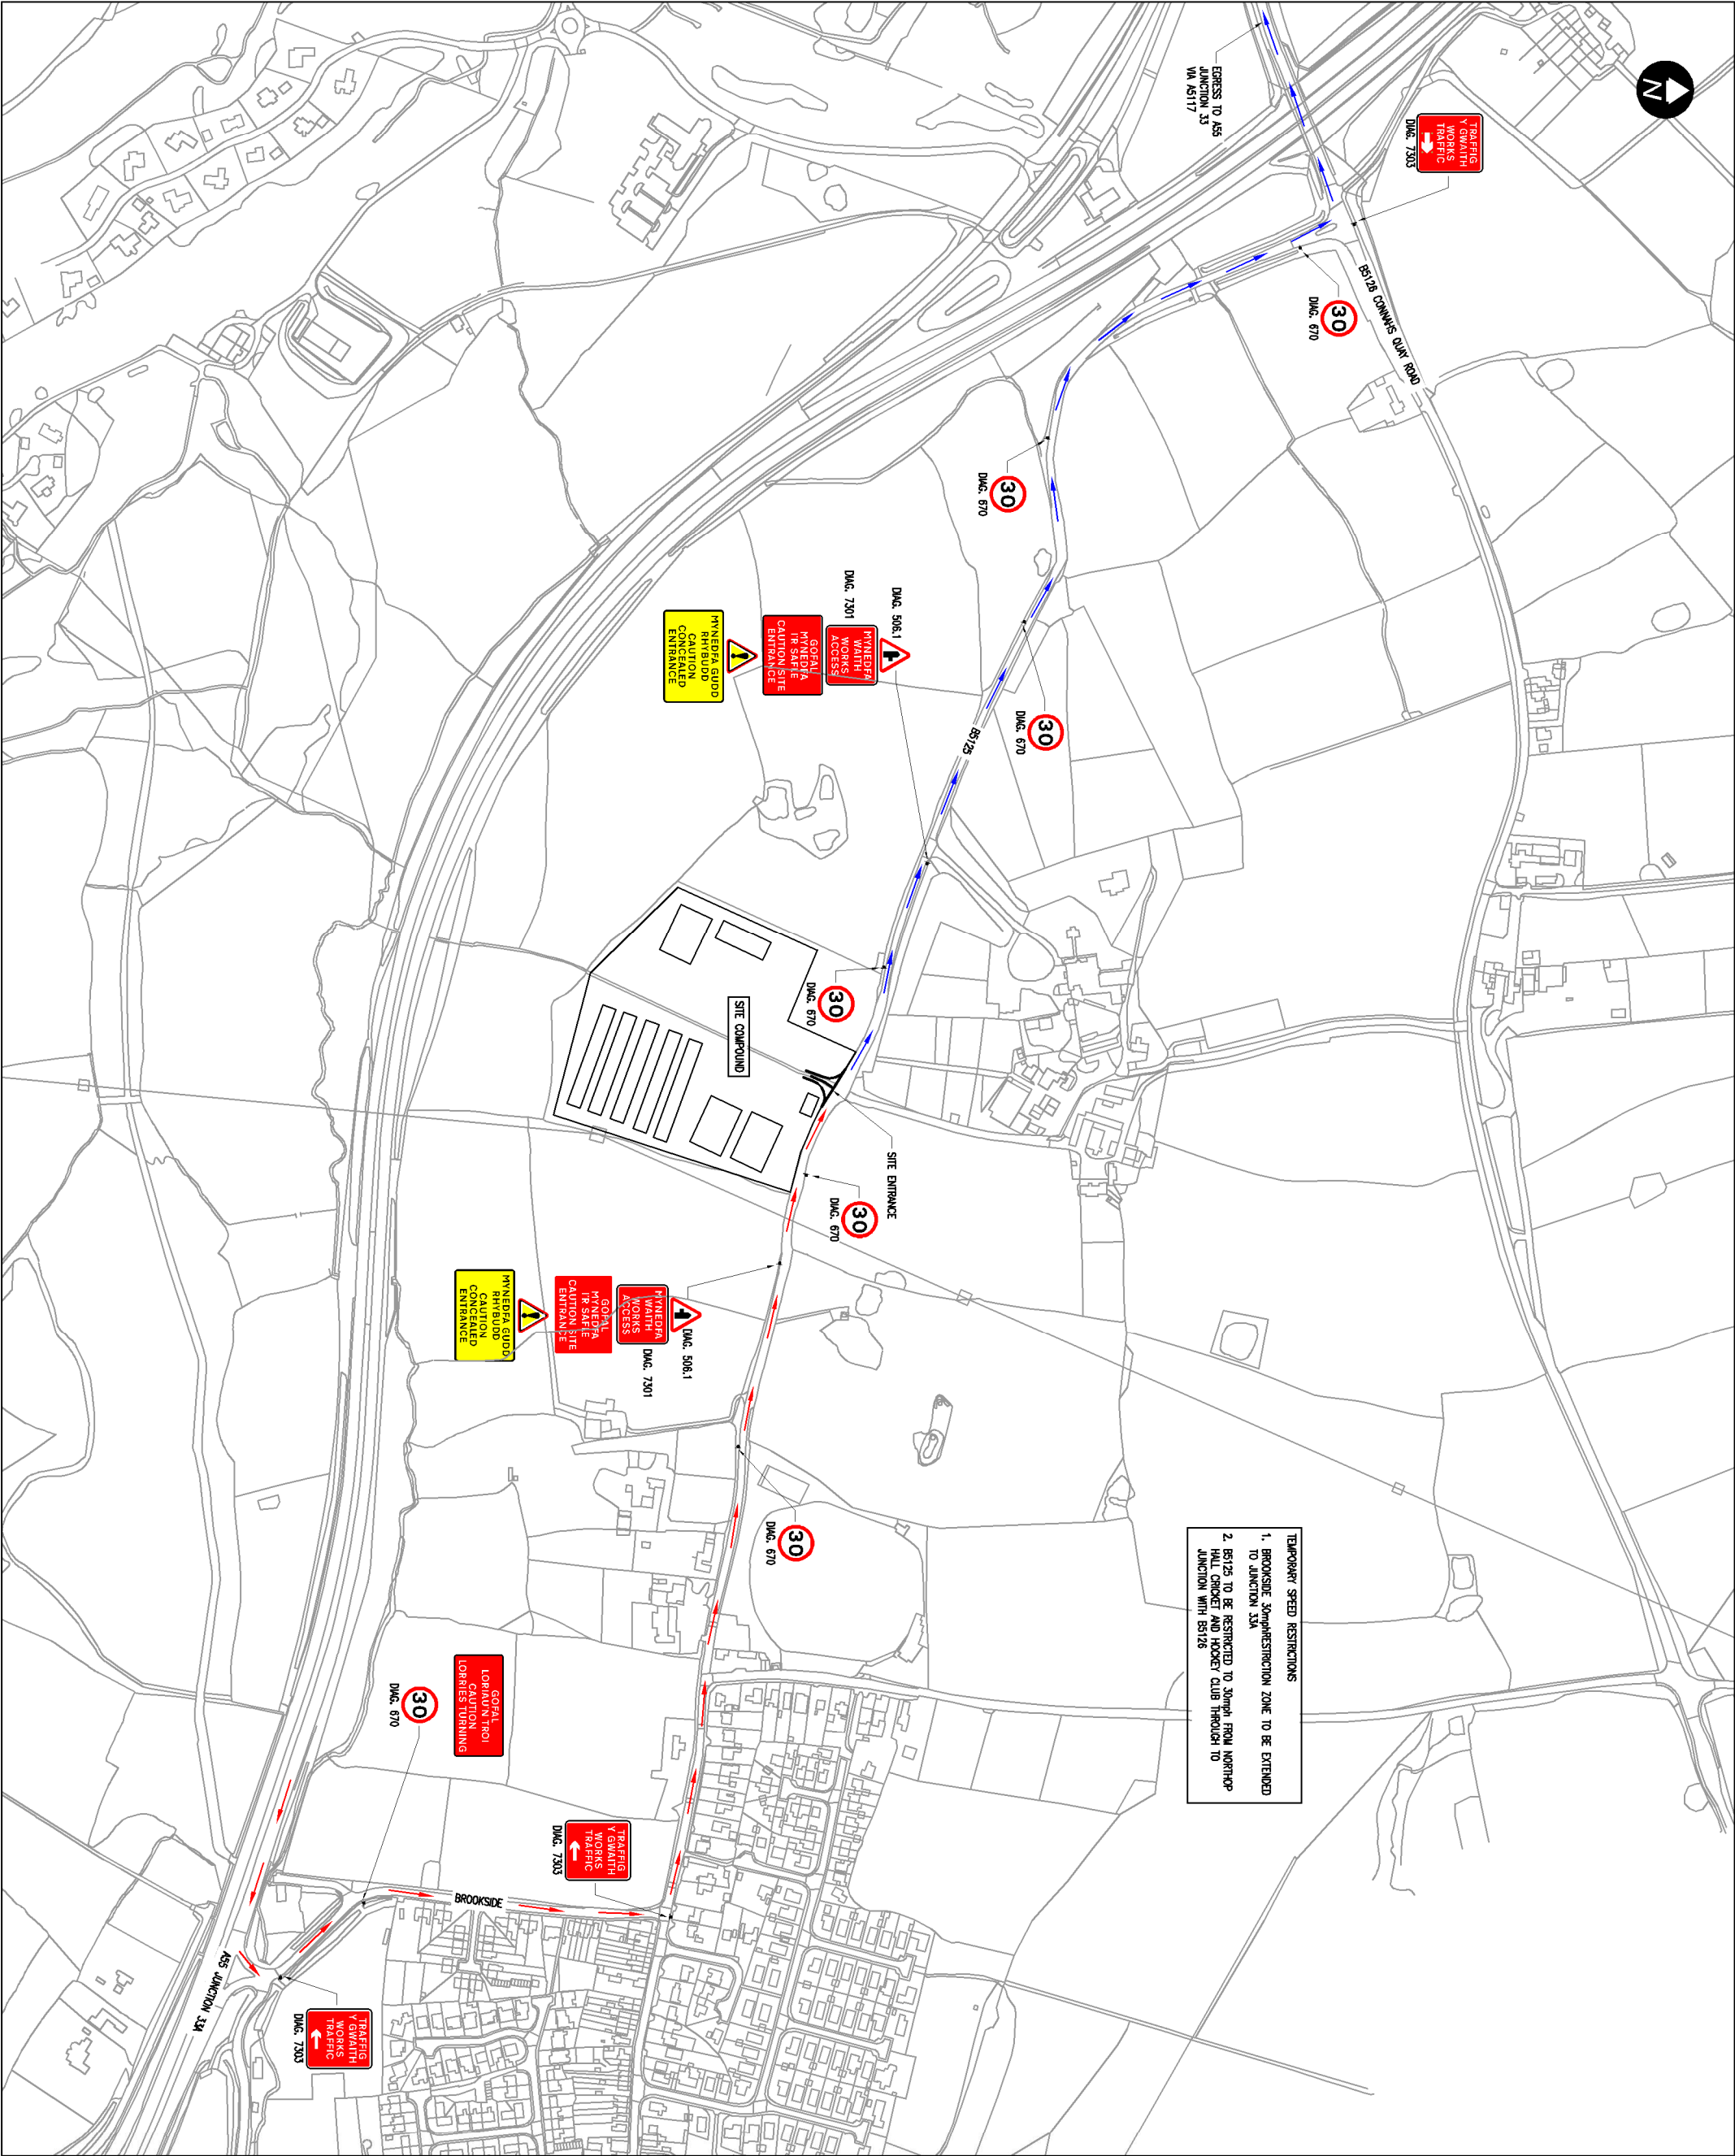 N
TRAFFIG
Y GWAITH
WORKS
TRAFFIC
DIAG. 7303
EGRESS TO A55
JUNCTION 33
VIA A5117
B5126 CONNAHS QUAY ROAD
30
DIAG. 670
30
DIAG. 670
30
DIAG. 670
B5125
DIAG. 506.1
DIAG. 7301
MYNEDFA
WAITH
WORKS
ACCESS
GOFAL
MYNEDFA
I'R SAFLE
CAUTION SITE
ENTRANCE
MYNEDFA GUDD
RHYBUDD
CAUTION
CONCEALED
ENTRANCE
30
DIAG. 670
SITE COMPOUND
SITE ENTRANCE
30
DIAG. 670
DIAG. 506.1
DIAG. 7301
MYNEDFA
WAITH
WORKS
ACCESS
GOFAL
MYNEDFA
I'R SAFLE
CAUTION SITE
ENTRANCE
MYNEDFA GUDD
RHYBUDD
CAUTION
CONCEALED
ENTRANCE
30
DIAG. 670
TEMPORARY SPEED RESTRICTIONS
1. BROOKSIDE 30mphRESTRICTION ZONE TO BE EXTENDED
TO JUNCTION 33A
2. B5125 TO BE RESTRICTED TO 30mph FROM NORTHOP
HALL CRICKET AND HOCKEY CLUB THROUGH TO
JUNCTION WITH B5126
GOFAL
LORIAU'N TROI
CAUTION
LORRIES TURNING
30
DIAG. 670
TRAFFIG
Y GWAITH
WORKS
TRAFFIC
DIAG. 7303
BROOKSIDE
A55 JUNCTION 33A
TRAFFIG
Y GWAITH
WORKS
TRAFFIC
DIAG. 7303